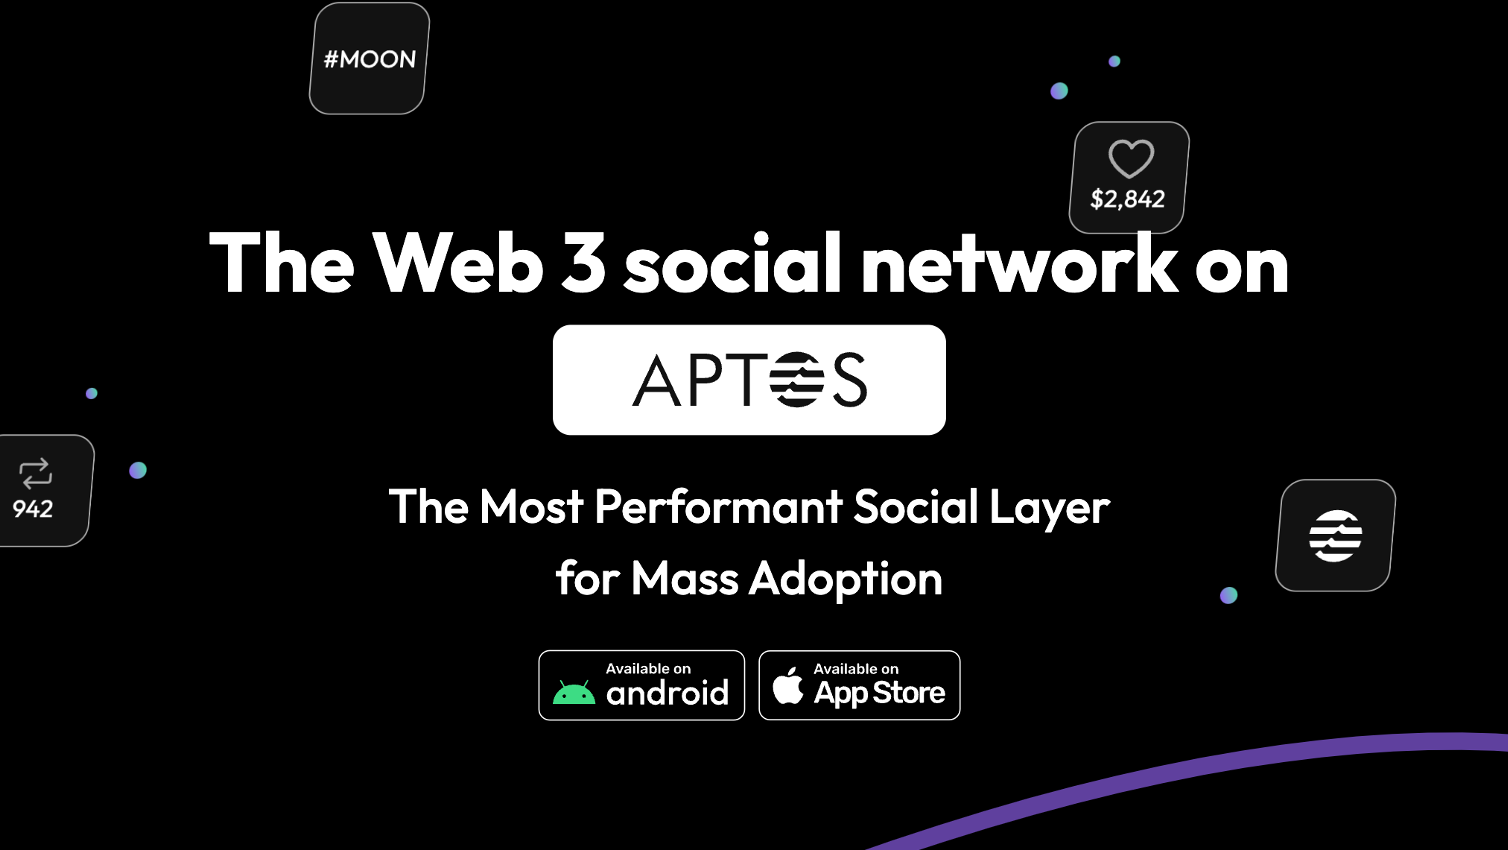 #MOON
$2,842
The Web 3 social network on
APTOS
942
The Most Performant Social Layer
for Mass Adoption
Available on
android
Available on
App Store